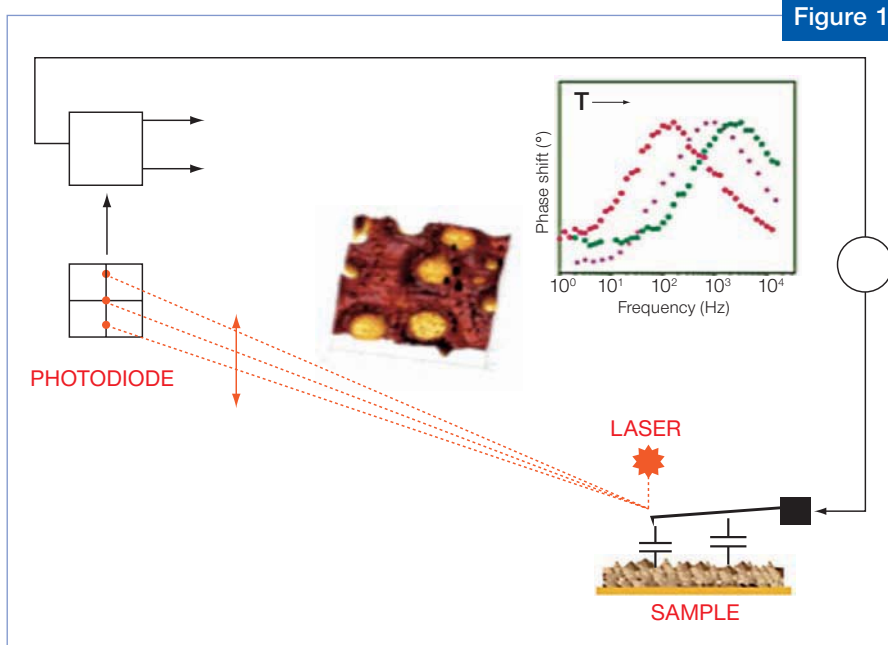 Figure 1
T
Phase shift (°)
10⁰ 10¹ 10² 10³ 10⁴
Frequency (Hz)
PHOTODIODE
LASER
SAMPLE